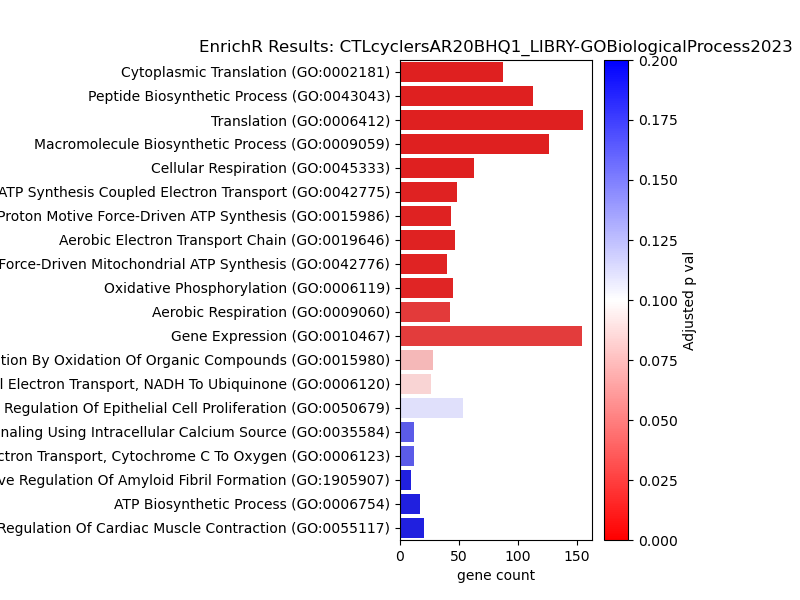 EnrichR Results: CTLcyclersAR20BHQ1_LIBRY-GOBiologicalProcess2023
Cytoplasmic Translation (GO:0002181)
Peptide Biosynthetic Process (GO:0043043)
Translation (GO:0006412)
Macromolecule Biosynthetic Process (GO:0009059)
Cellular Respiration (GO:0045333)
ATP Synthesis Coupled Electron Transport (GO:0042775)
Proton Motive Force-Driven ATP Synthesis (GO:0015986)
Aerobic Electron Transport Chain (GO:0019646)
Force-Driven Mitochondrial ATP Synthesis (GO:0042776)
Oxidative Phosphorylation (GO:0006119)
Aerobic Respiration (GO:0009060)
Gene Expression (GO:0010467)
tion By Oxidation Of Organic Compounds (GO:0015980)
l Electron Transport, NADH To Ubiquinone (GO:0006120)
Regulation Of Epithelial Cell Proliferation (GO:0050679)
naling Using Intracellular Calcium Source (GO:0035584)
ctron Transport, Cytochrome C To Oxygen (GO:0006123)
ve Regulation Of Amyloid Fibril Formation (GO:1905907)
ATP Biosynthetic Process (GO:0006754)
Regulation Of Cardiac Muscle Contraction (GO:0055117)
0 50 100 150
gene count
0.200
0.175
0.150
0.125
0.100
0.075
0.050
0.025
0.000
Adjusted p val